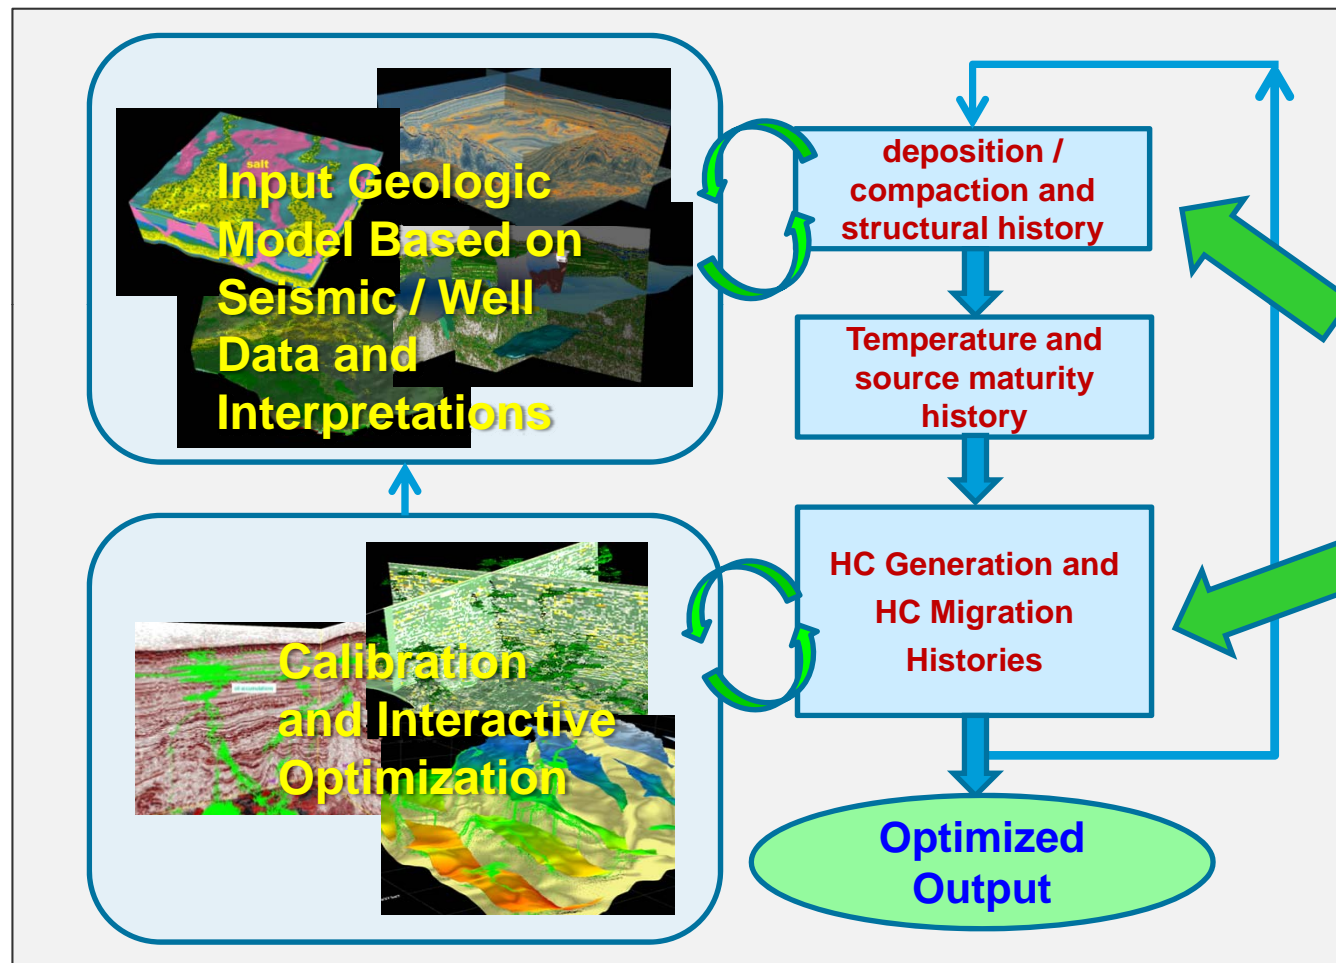 salt
Input Geologic
Model Based on
Seismic / Well
Data and
Interpretations
deposition /
compaction and
structural history
Temperature and
source maturity
history
HC Generation and
HC Migration
Histories
Calibration
and Interactive
Optimization
Optimized
Output